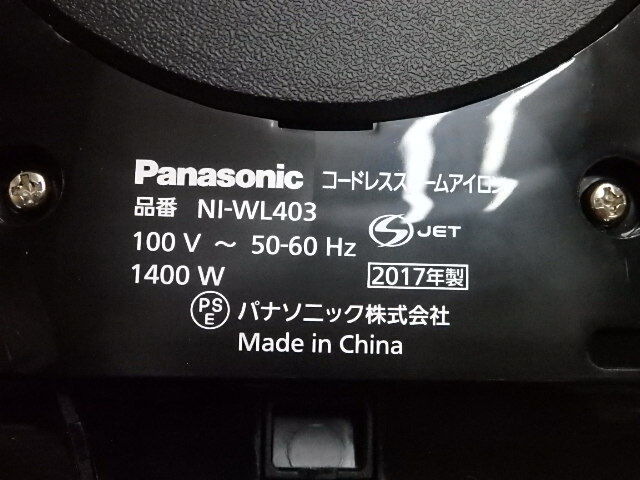 Panasonic コードレススチームアイロン
品番 NI-WL403
100 V ～ 50-60 Hz
S JET
1400 W
2017年製
PSE パナソニック株式会社
Made in China